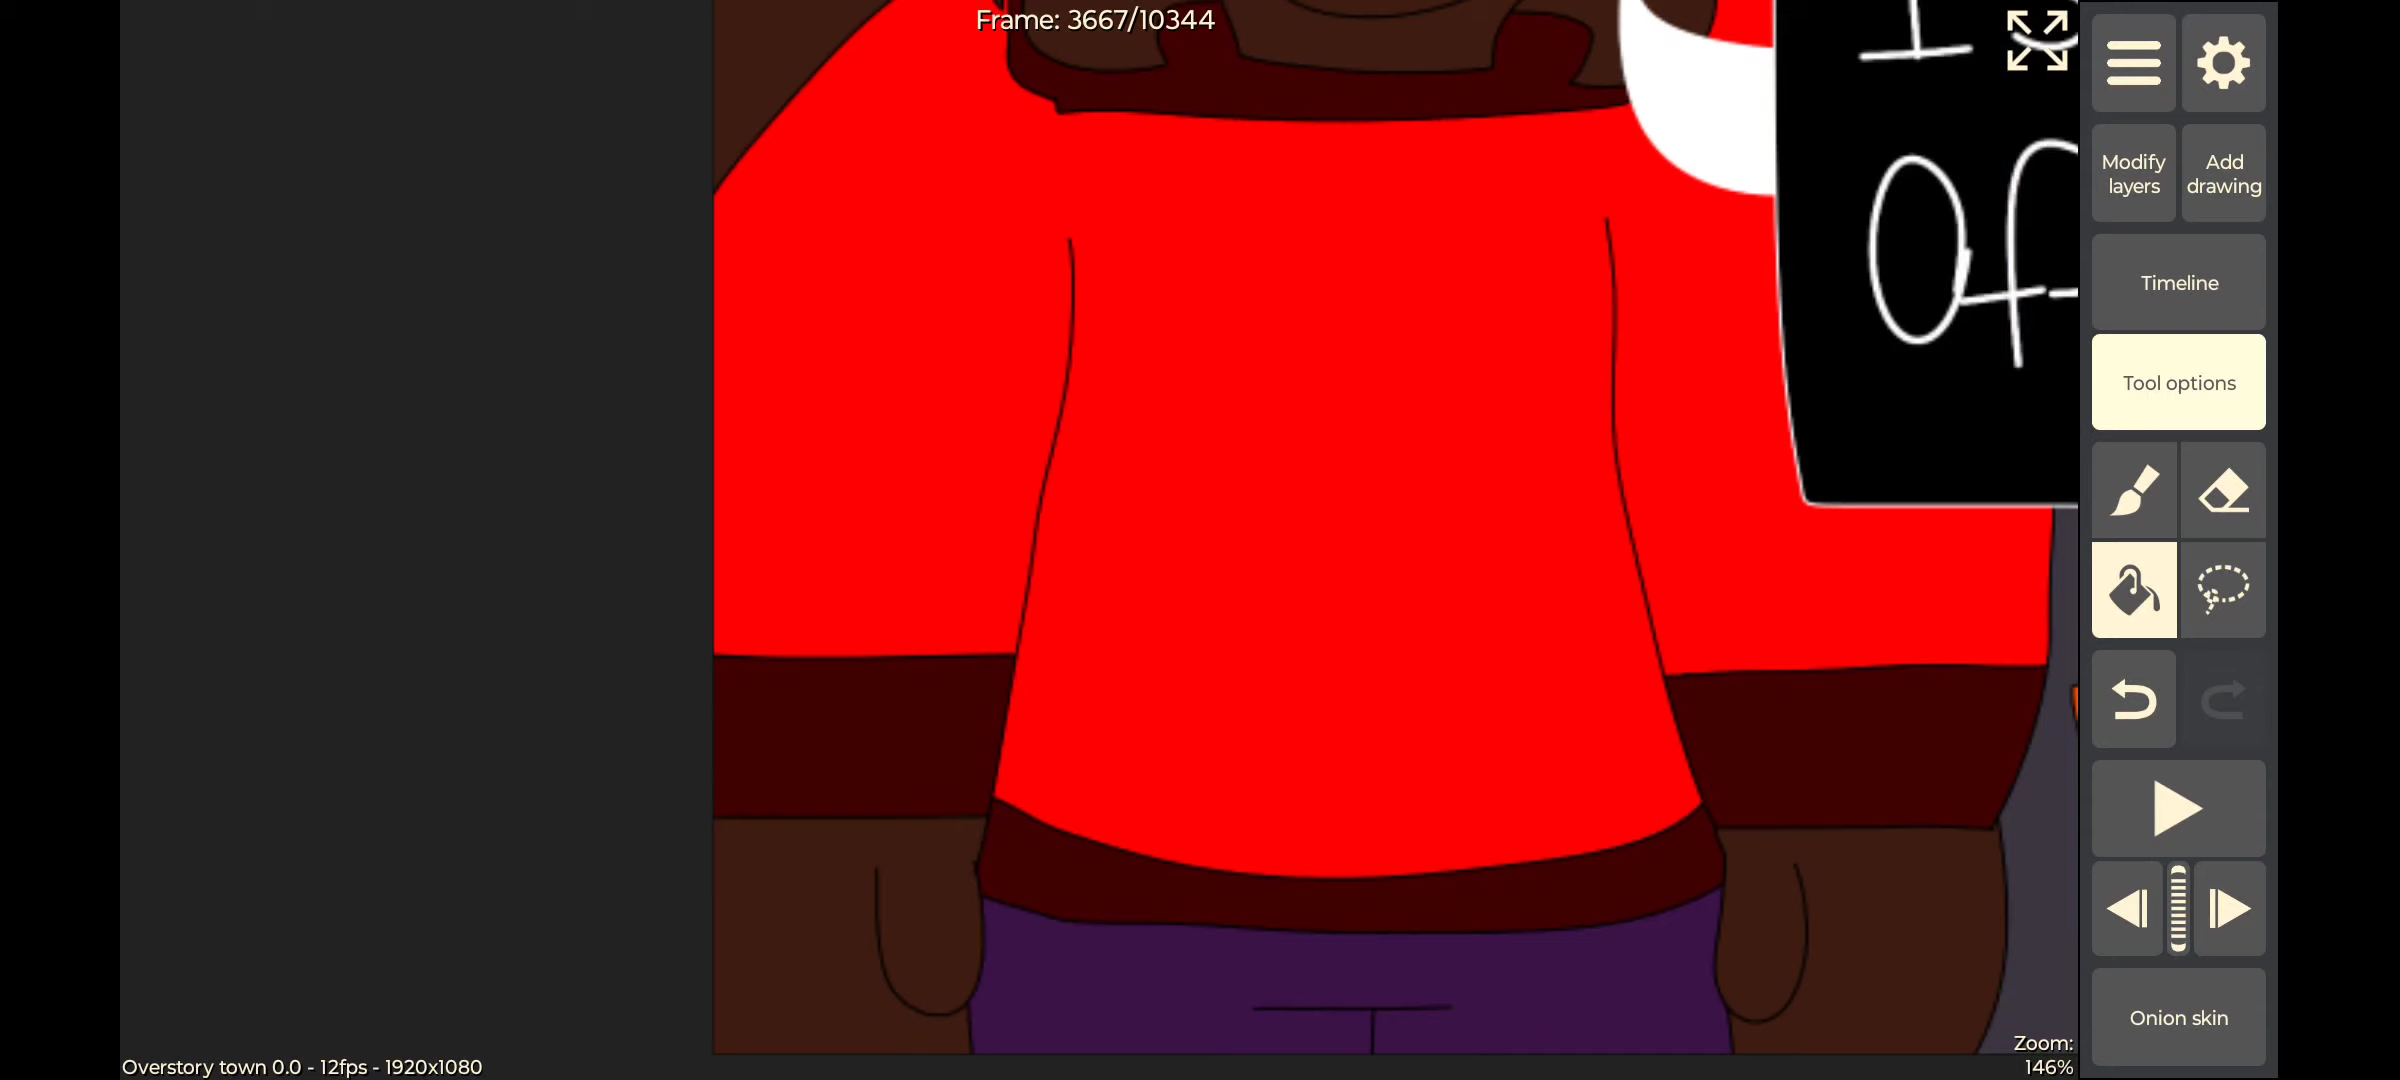 Frame: 3667/10344
I
of
Modify layers
Add drawing
Timeline
Tool options
Onion skin
Zoom: 146%
Overstory town 0.0 - 12fps - 1920x1080